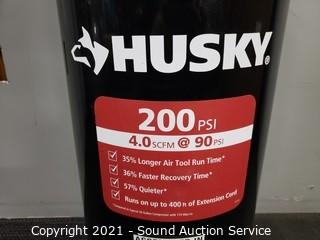 HUSKY®
200 PSI
4.0 SCFM @ 90 PSI
35% Longer Air Tool Run Time*
36% Faster Recovery Time*
57% Quieter*
Runs on up to 400 ft of Extension Cord
Copyright 2021 - Sound Auction Service